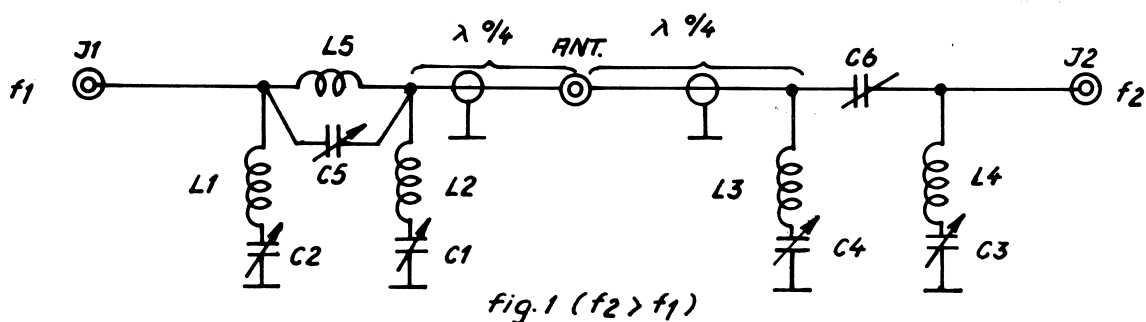 λ º/4 λ º/4
J1 L5 ANT. C6 J2
f1 f2
C5
L1 L2 L3 L4
C2 C1 C4 C3
fig. 1 (f2 > f1)